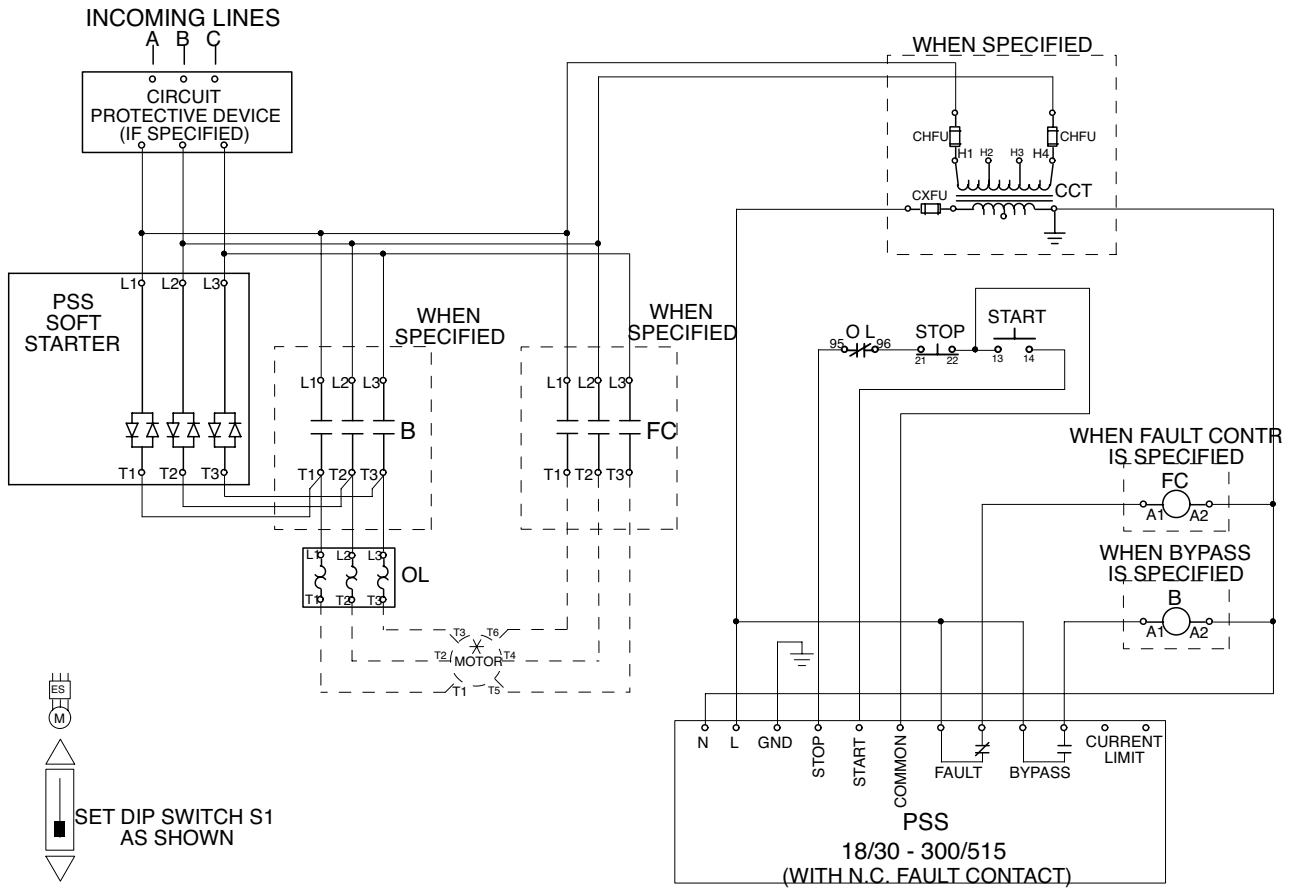 INCOMING LINES
A B C
CIRCUIT
PROTECTIVE DEVICE
(IF SPECIFIED)
WHEN SPECIFIED
CHFU CHFU
H1 H2 H3 H4
CCT
CXFU
L1 L2 L3
PSS
SOFT
STARTER
T1 T2 T3
WHEN
SPECIFIED
L1 L2 L3
B
T1 T2 T3
WHEN
SPECIFIED
L1 L2 L3
FC
T1 T2 T3
L1 L2 L3
OL
T1 T2 T3
T3 T6
T2 MOTOR T4
T1 T5
O L STOP START
95 96 21 22 13 14
WHEN FAULT CONTR
IS SPECIFIED
FC
A1 A2
WHEN BYPASS
IS SPECIFIED
B
A1 A2
ES
M
SET DIP SWITCH S1
AS SHOWN
N L GND STOP START COMMON FAULT BYPASS CURRENT
LIMIT
PSS
18/30 - 300/515
(WITH N.C. FAULT CONTACT)